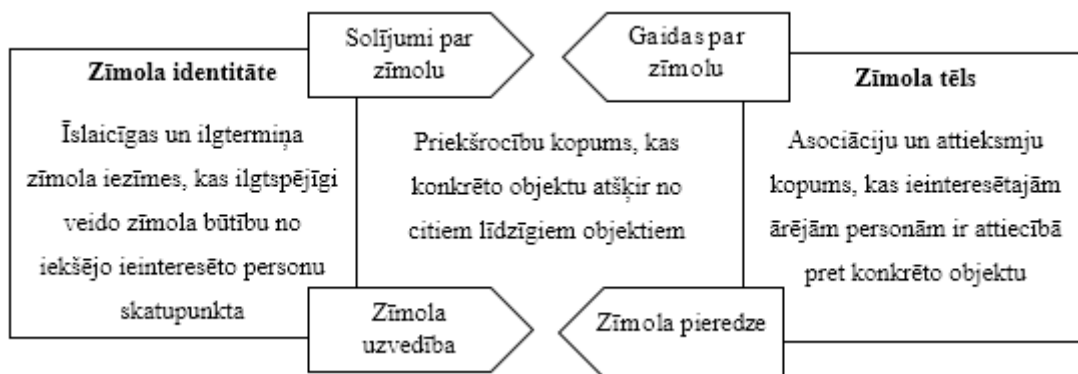 Solījumi par
zīmolu
Gaidas par
zīmolu
Zīmola identitāte
Īslaicīgas un ilgtermiņa
zīmola iezīmes, kas ilgtspējīgi
veido zīmola būtību no
iekšējo ieinteresēto personu
skatupunkta
Priekšrocību kopums, kas
konkrēto objektu atšķir no
citiem līdzīgiem objektiem
Zīmola tēls
Asociāciju un attieksmju
kopums, kas ieinteresētajām
ārējām personām ir attiecībā
pret konkrēto objektu
Zīmola
uzvedība
Zīmola pieredze